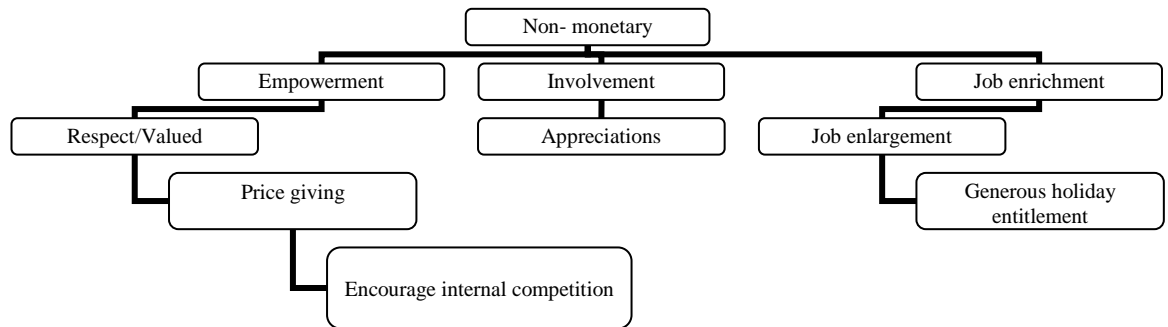 Non- monetary
Empowerment
Involvement
Job enrichment
Respect/Valued
Appreciations
Job enlargement
Price giving
Generous holiday
entitlement
Encourage internal competition